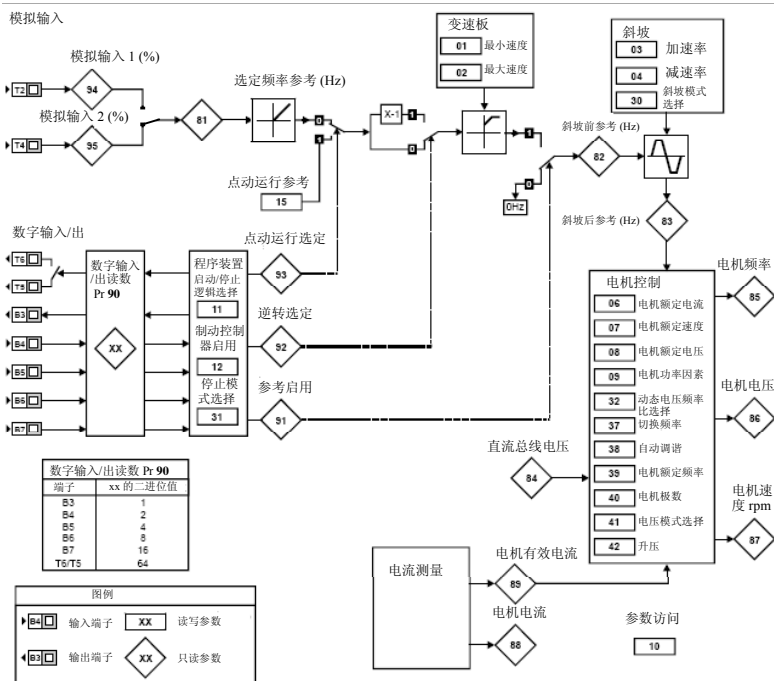 模拟输入
模拟输入 1 (%)
T2
94
模拟输入 2 (%)
T4
95
81
选定频率参考 (Hz)
0
1
点动运行参考
15
X-1
1
0
变速板
01 最小速度
02 最大速度
1
0
0Hz
斜坡前参考 (Hz)
82
斜坡
03 加速率
04 减速率
30 斜坡模式
选择
斜坡后参考 (Hz)
83
数字输入/出
T6
T5
B3
B4
B5
B6
B7
数字输入
/出读数
Pr 90
XX
程序装置
启动/停止
逻辑选择
11
制动控制
器启用
12
停止模
式选择
31
点动运行选定
93
逆转选定
92
参考启用
91
电机控制
06 电机额定电流
07 电机额定速度
08 电机额定电压
09 电机功率因素
32 动态电压频率
比选择
37 切换频率
38 自动调谐
39 电机额定频率
40 电机极数
41 电压模式选择
42 升压
电机频率
85
电机电压
86
电机速
度 rpm
87
直流总线电压
84
电流测量
电机有效电流
89
电机电流
88
参数访问
10
数字输入/出读数 Pr 90
端子 xx 的二进位值
B3 1
B4 2
B5 4
B6 8
B7 16
T6/T5 64
图例
B4 输入端子 XX 读写参数
B3 输出端子 XX 只读参数